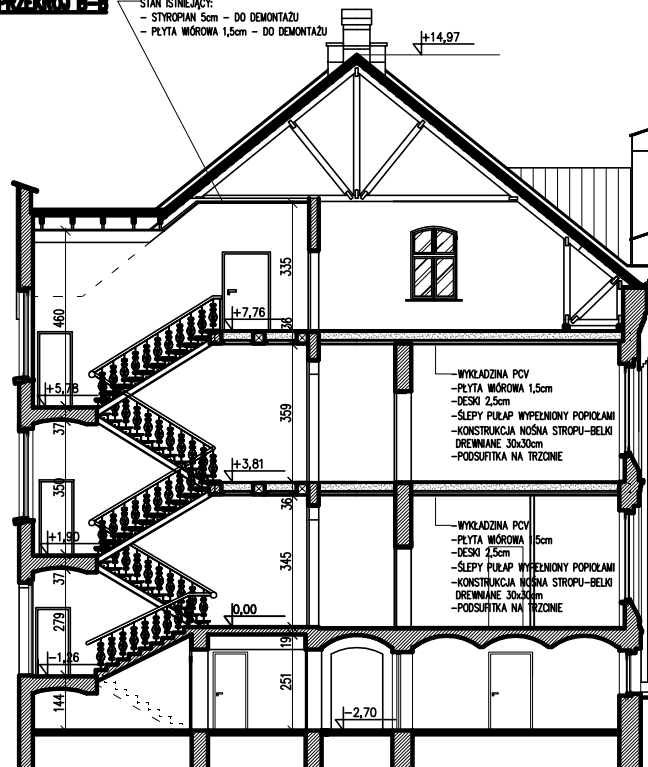 PRZEKRÓJ B-B
STAN ISTNIEJĄCY:
- STYROPIAN 5cm - DO DEMONTAŻU
- PŁYTA WIÓROWA 1,5cm - DO DEMONTAŻU
+14,97
335
+7,76
36
460
+5,78
-WYKŁADZINA PCV
-PŁYTA WIÓROWA 1,5cm
-DESKI 2,5cm
-ŚLEPY PUŁAP WYPEŁNIONY POPIOŁAMI
-KONSTRUKCJA NOŚNA STROPU-BELKI
DREWNIANE 30x30cm
-PODSUFITKA NA TRZCINIE
359
37
+3,81
350
36
+1,90
-WYKŁADZINA PCV
-PŁYTA WIÓROWA 1,5cm
-DESKI 2,5cm
-ŚLEPY PUŁAP WYPEŁNIONY POPIOŁAMI
-KONSTRUKCJA NOŚNA STROPU-BELKI
DREWNIANE 30x30cm
-PODSUFITKA NA TRZCINIE
345
37
0,00
279
19
-1,26
251
144
-2,70